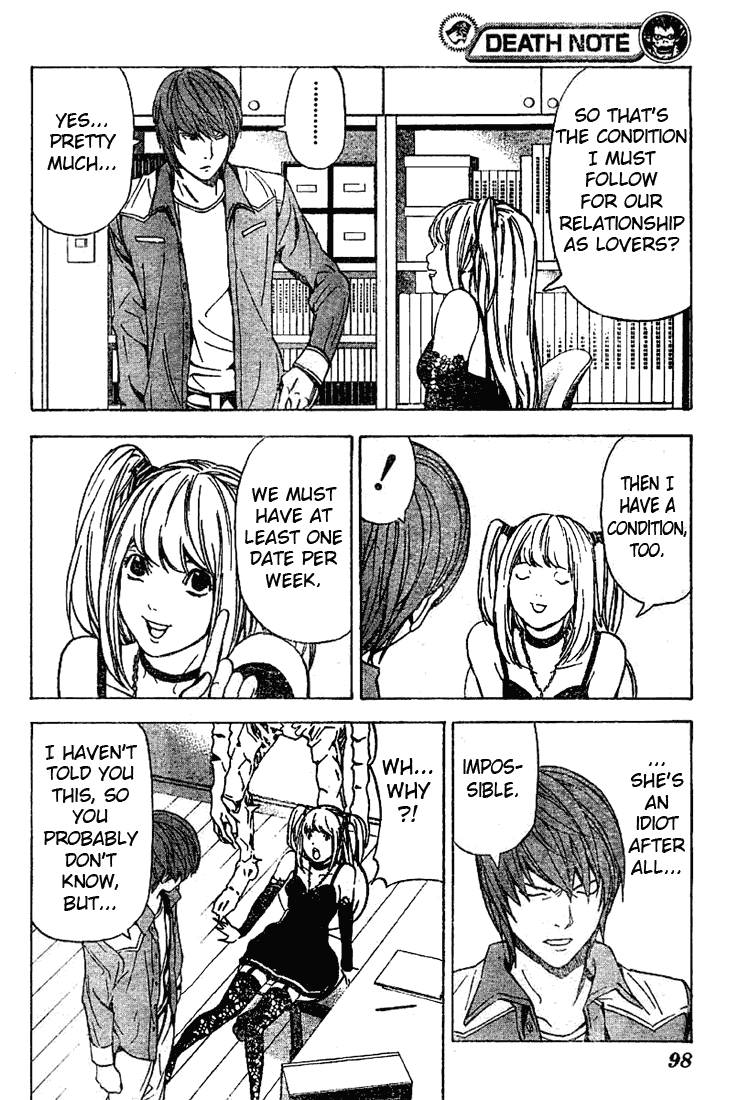 DEATH NOTE
SO THAT'S
THE CONDITION
I MUST
FOLLOW
FOR OUR
RELATIONSHIP
AS LOVERS?
.........
YES...
PRETTY
MUCH...
THEN I
HAVE A
CONDITION,
TOO.
!
WE MUST
HAVE AT
LEAST ONE
DATE PER
WEEK.
...
SHE'S
AN
IDIOT
AFTER
ALL...
IMPOS-
SIBLE.
WH...
WHY
?!
I HAVEN'T
TOLD YOU
THIS, SO
YOU
PROBABLY
DON'T
KNOW,
BUT...
98